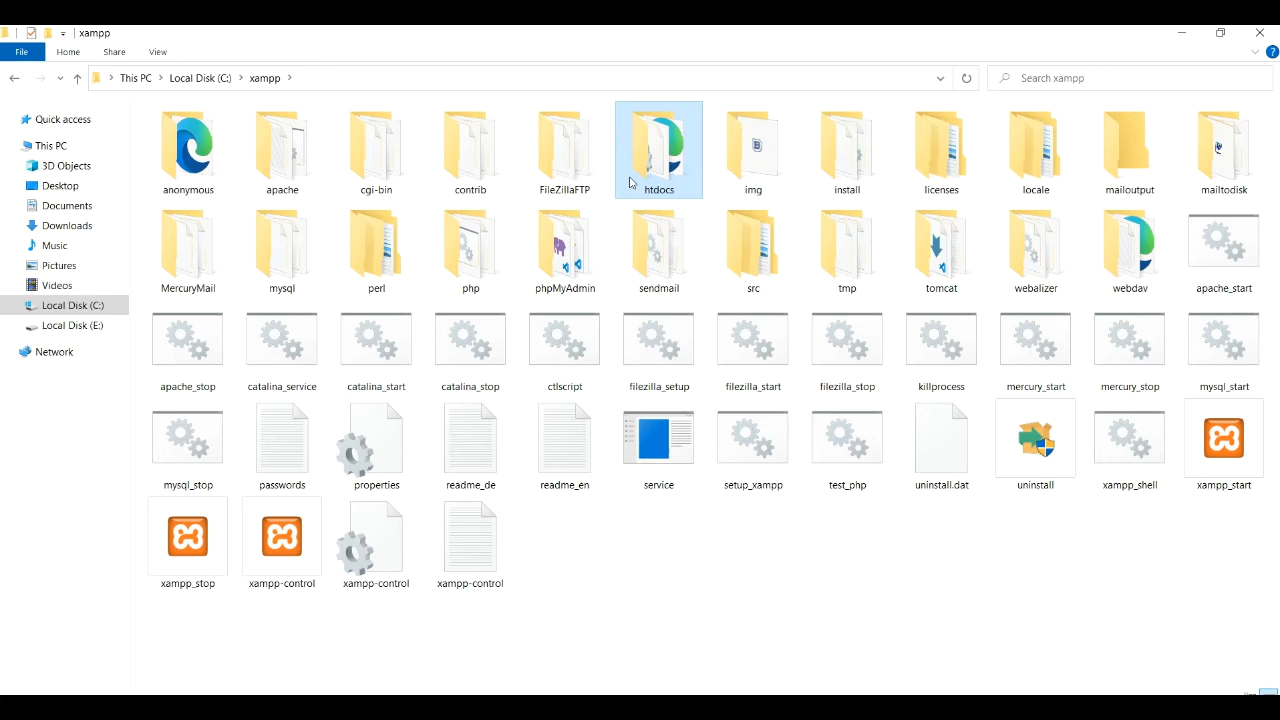 xampp
File Home Share View
This PC Local Disk (C:) xampp
Search xampp
Quick access
This PC
3D Objects
Desktop
Documents
Downloads
Music
Pictures
Videos
Local Disk (C:)
Local Disk (E:)
Network
anonymous apache cgi-bin contrib FileZillaFTP htdocs img install licenses locale mailoutput mailtodisk
MercuryMail mysql perl php phpMyAdmin sendmail src tmp tomcat webalizer webdav apache_start
apache_stop catalina_service catalina_start catalina_stop ctlscript filezilla_setup filezilla_start filezilla_stop killprocess mercury_start mercury_stop mysql_start
mysql_stop passwords properties readme_de readme_en service setup_xampp test_php uninstall.dat uninstall xampp_shell xampp_start
xampp_stop xampp-control xampp-control xampp-control